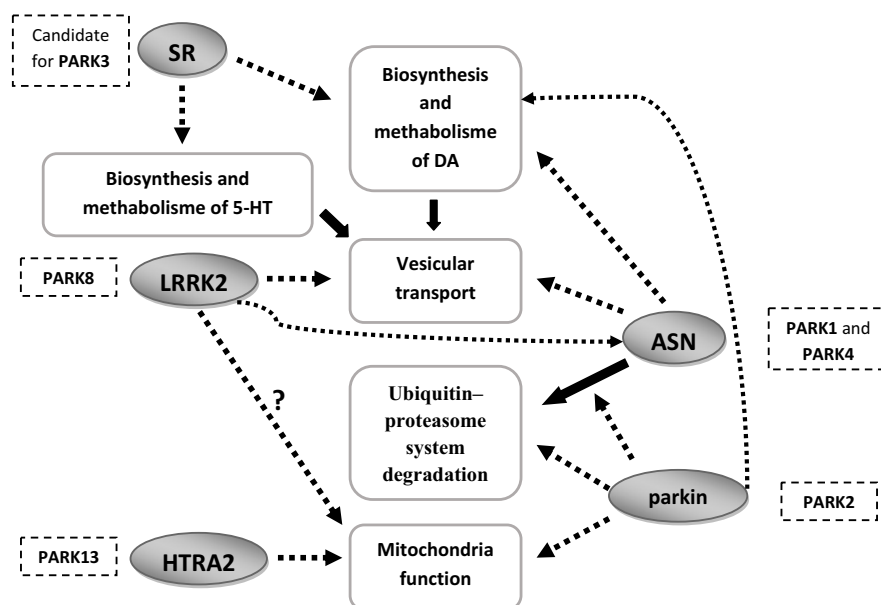 Candidate
for PARK3
SR
Biosynthesis
and
methabolisme
of DA
Biosynthesis and
methabolisme of 5-HT
PARK8
LRRK2
Vesicular
transport
ASN
PARK1 and
PARK4
?
Ubiquitin–
proteasome
system
degradation
parkin
PARK2
PARK13
HTRA2
Mitochondria
function